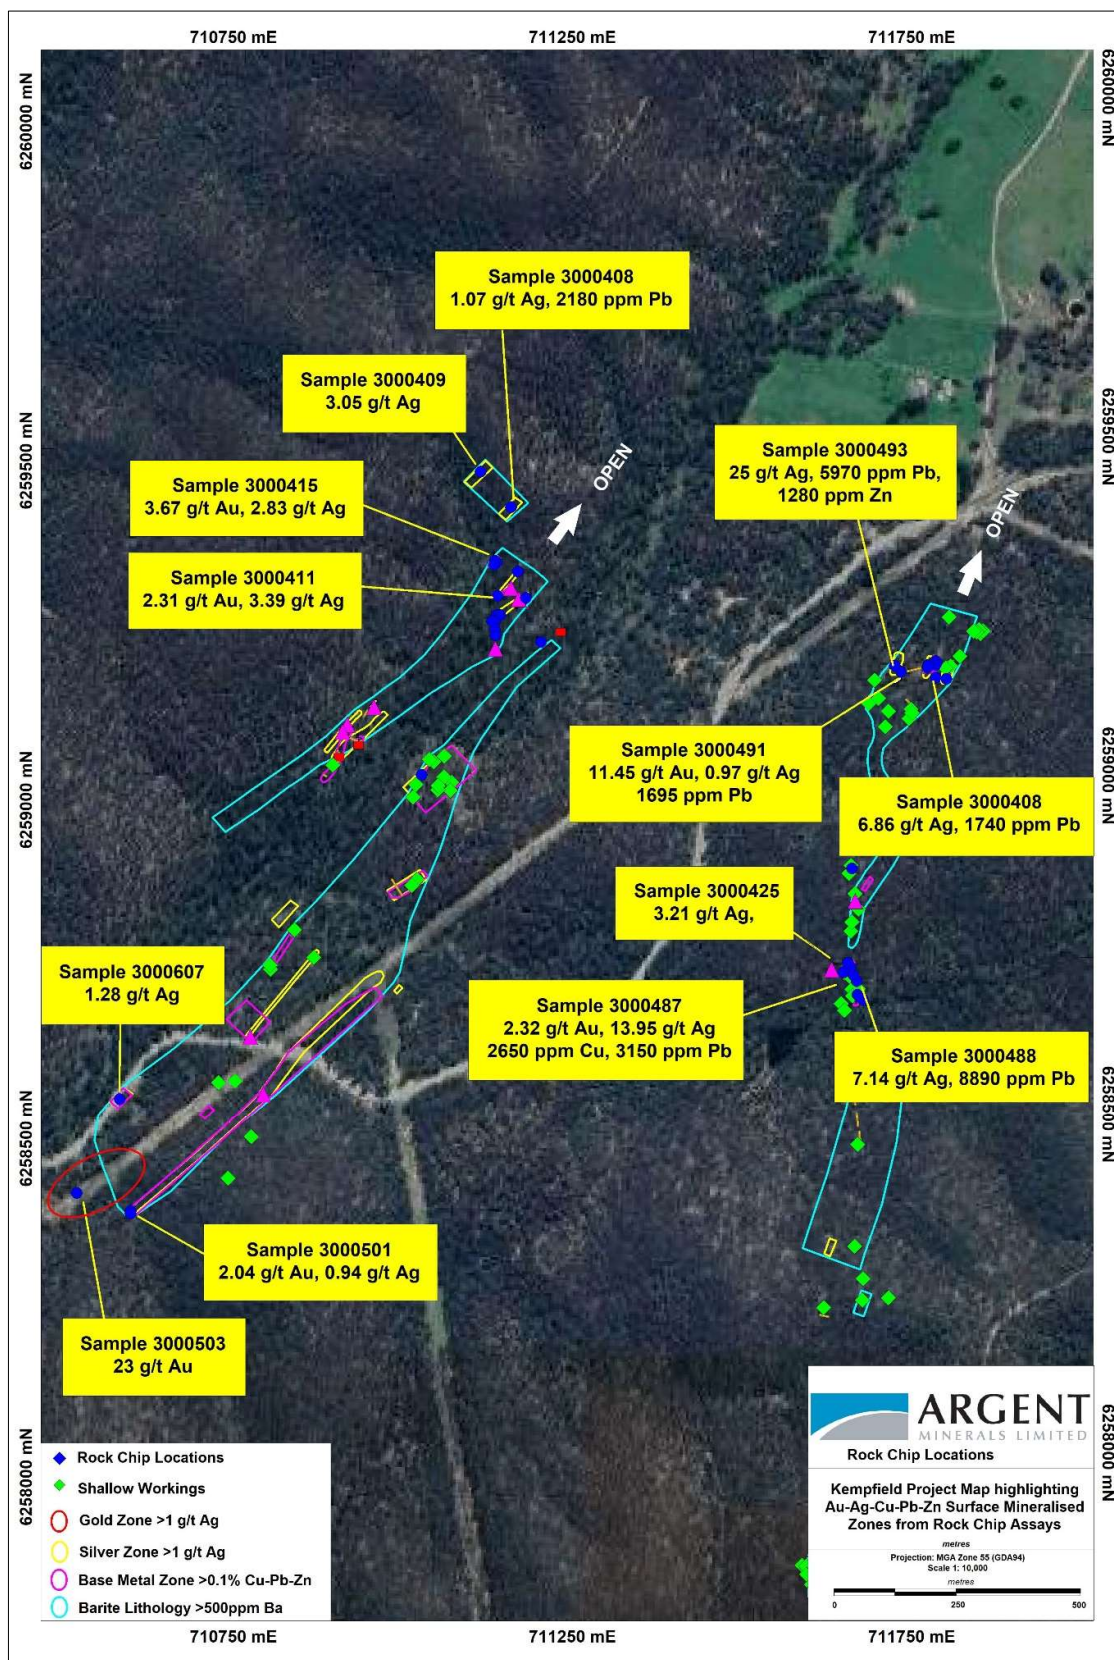 710750 mE
711250 mE
711750 mE
6260000 mN
6260000 mN
Sample 3000408
1.07 g/t Ag, 2180 ppm Pb
Sample 3000409
3.05 g/t Ag
OPEN
6259500 mN
6259500 mN
Sample 3000493
25 g/t Ag, 5970 ppm Pb,
1280 ppm Zn
Sample 3000415
3.67 g/t Au, 2.83 g/t Ag
OPEN
Sample 3000411
2.31 g/t Au, 3.39 g/t Ag
6259000 mN
6259000 mN
Sample 3000491
11.45 g/t Au, 0.97 g/t Ag
1695 ppm Pb
Sample 3000408
6.86 g/t Ag, 1740 ppm Pb
Sample 3000425
3.21 g/t Ag,
Sample 3000607
1.28 g/t Ag
Sample 3000487
2.32 g/t Au, 13.95 g/t Ag
2650 ppm Cu, 3150 ppm Pb
Sample 3000488
7.14 g/t Ag, 8890 ppm Pb
6258500 mN
6258500 mN
Sample 3000501
2.04 g/t Au, 0.94 g/t Ag
Sample 3000503
23 g/t Au
6258000 mN
6258000 mN
Rock Chip Locations
Shallow Workings
Gold Zone >1 g/t Ag
Silver Zone >1 g/t Ag
Base Metal Zone >0.1% Cu-Pb-Zn
Barite Lithology >500ppm Ba
ARGENT
MINERALS LIMITED
Rock Chip Locations
Kempfield Project Map highlighting
Au-Ag-Cu-Pb-Zn Surface Mineralised
Zones from Rock Chip Assays
metres
Projection: MGA Zone 55 (GDA94)
Scale 1: 10,000
metres
0
250
500
710750 mE
711250 mE
711750 mE